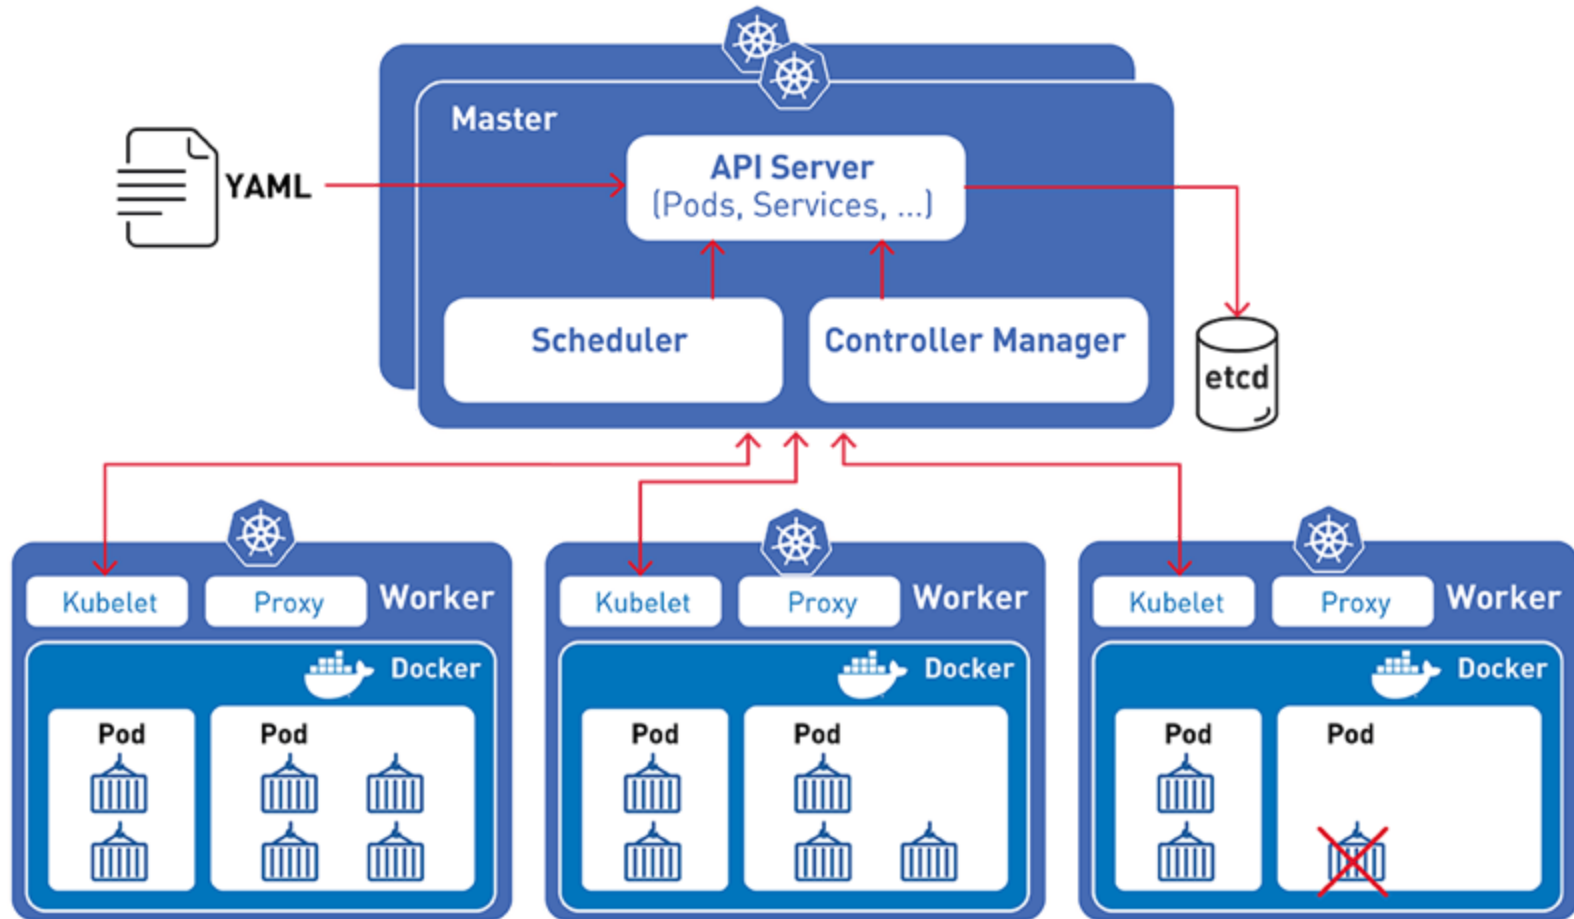 Master
API Server
(Pods, Services, ...)
YAML
Scheduler
Controller Manager
etcd
Kubelet
Proxy
Worker
Docker
Pod
Pod
Kubelet
Proxy
Worker
Docker
Pod
Pod
Kubelet
Proxy
Worker
Docker
Pod
Pod